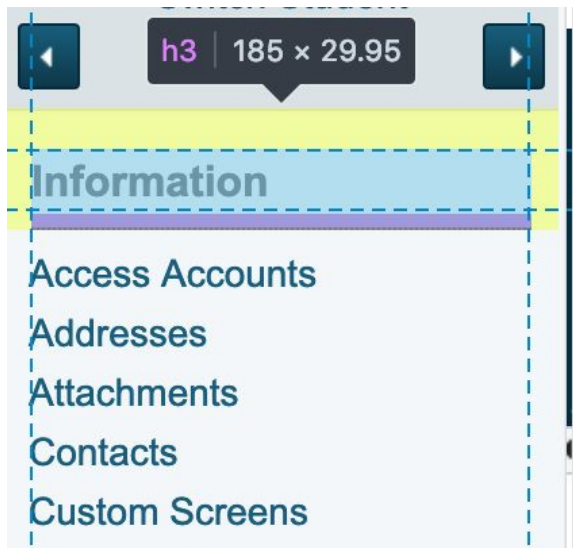 h3 185 × 29.95
Information
Access Accounts
Addresses
Attachments
Contacts
Custom Screens